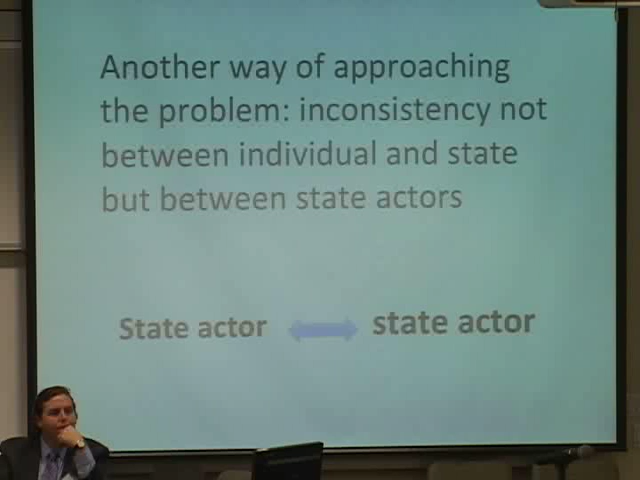 Another way of approaching
the problem: inconsistency not
between individual and state
but between state actors
State actor state actor